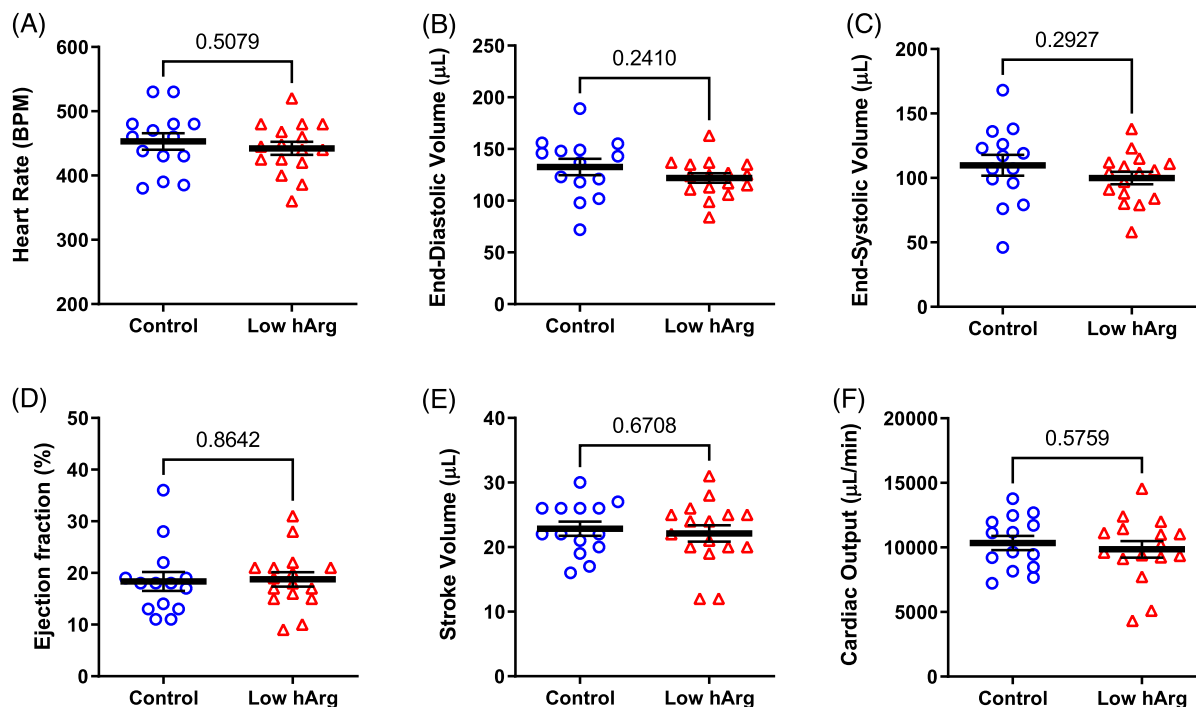 (A)
Heart Rate (BPM)
600
500
400
300
200
0.5079
Control
Low hArg
(B)
End-Diastolic Volume (μL)
250
200
150
100
50
0
0.2410
Control
Low hArg
(C)
End-Systolic Volume (μL)
200
150
100
50
0
0.2927
Control
Low hArg
(D)
Ejection fraction (%)
50
40
30
20
10
0
0.8642
Control
Low hArg
(E)
Stroke Volume (μL)
40
30
20
10
0
0.6708
Control
Low hArg
(F)
Cardiac Output (μL/min)
20000
15000
10000
5000
0
0.5759
Control
Low hArg